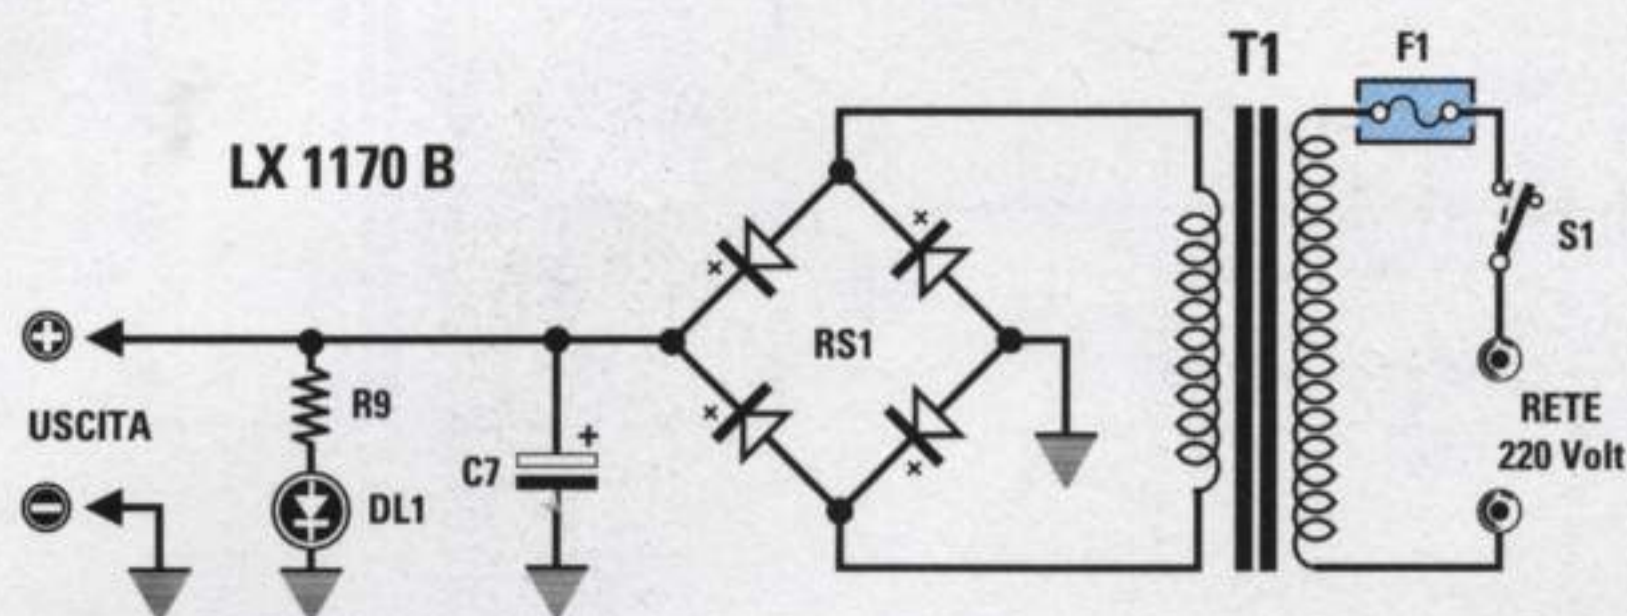 T1
F1
LX 1170 B
S1
RS1
R9
USCITA
C7
+
DL1
RETE
220 Volt